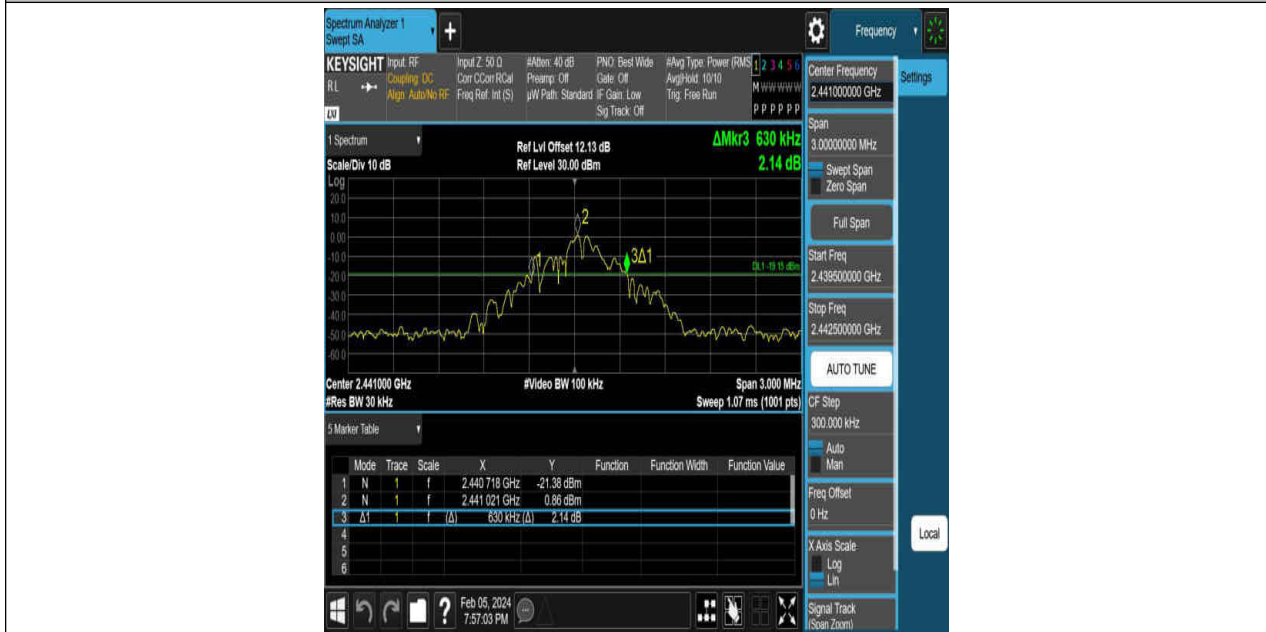 Spectrum Analyzer 1
Swept SA
+
Frequency
KEYSIGHT
RL
LXI
Input: RF
Coupling: DC
Align: Auto/No RF
Input Z: 50 Ω
Corr CCorr RCal
Freq Ref: Int (S)
#Atten: 40 dB
Preamp: Off
µW Path: Standard
PNO: Best Wide
Gate: Off
IF Gain: Low
Sig Track: Off
#Avg Type: Power (RMS
Avg|Hold: 10/10
Trig: Free Run
1 2 3 4 5 6
M W W W W W
P P P P P P
1 Spectrum
Scale/Div 10 dB
Ref Lvl Offset 12.13 dB
Ref Level 30.00 dBm
ΔMkr3 630 kHz
2.14 dB
Log
20.0
10.0
0.00
-10.0
-20.0
-30.0
-40.0
-50.0
-60.0
1
2
3Δ1
DL1 -19.15 dBm
Center 2.441000 GHz
#Video BW 100 kHz
Span 3.000 MHz
#Res BW 30 kHz
Sweep 1.07 ms (1001 pts)
5 Marker Table
Mode Trace Scale X Y Function Function Width Function Value
1 N 1 f 2.440 718 GHz -21.38 dBm
2 N 1 f 2.441 021 GHz 0.86 dBm
3 Δ1 1 f (Δ) 630 kHz (Δ) 2.14 dB
4
5
6
Center Frequency
2.441000000 GHz
Settings
Span
3.00000000 MHz
Swept Span
Zero Span
Full Span
Start Freq
2.439500000 GHz
Stop Freq
2.442500000 GHz
AUTO TUNE
CF Step
300.000 kHz
Auto
Man
Freq Offset
0 Hz
X Axis Scale
Log
Lin
Signal Track
(Span Zoom)
Local
?
Feb 05, 2024
7:57:03 PM